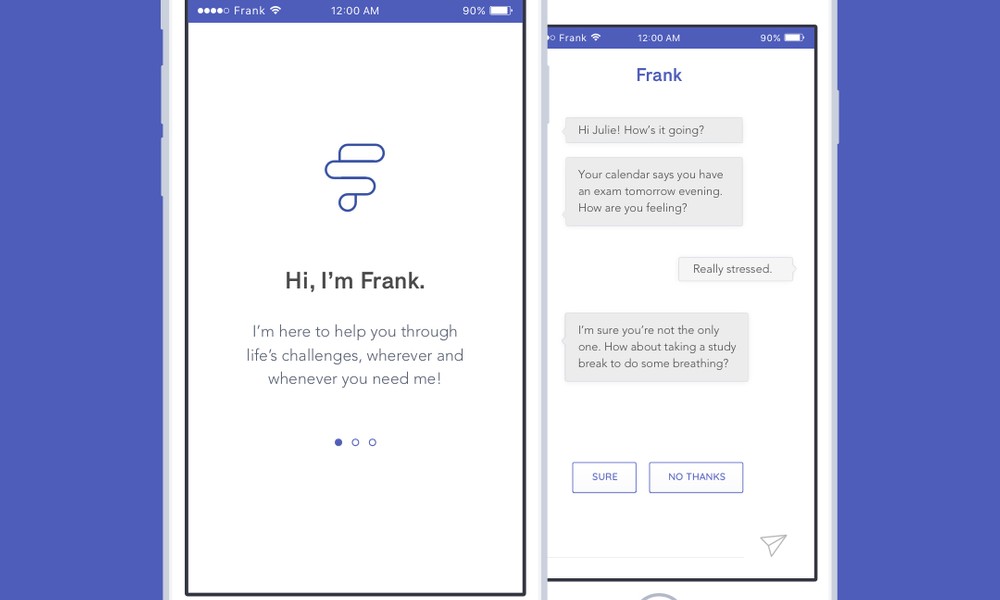 Frank
12:00 AM
90%
Hi, I’m Frank.
I’m here to help you through
life’s challenges, wherever and
whenever you need me!
Frank
12:00 AM
90%
Frank
Hi Julie! How’s it going?
Your calendar says you have
an exam tomorrow evening.
How are you feeling?
Really stressed.
I’m sure you’re not the only
one. How about taking a study
break to do some breathing?
SURE
NO THANKS